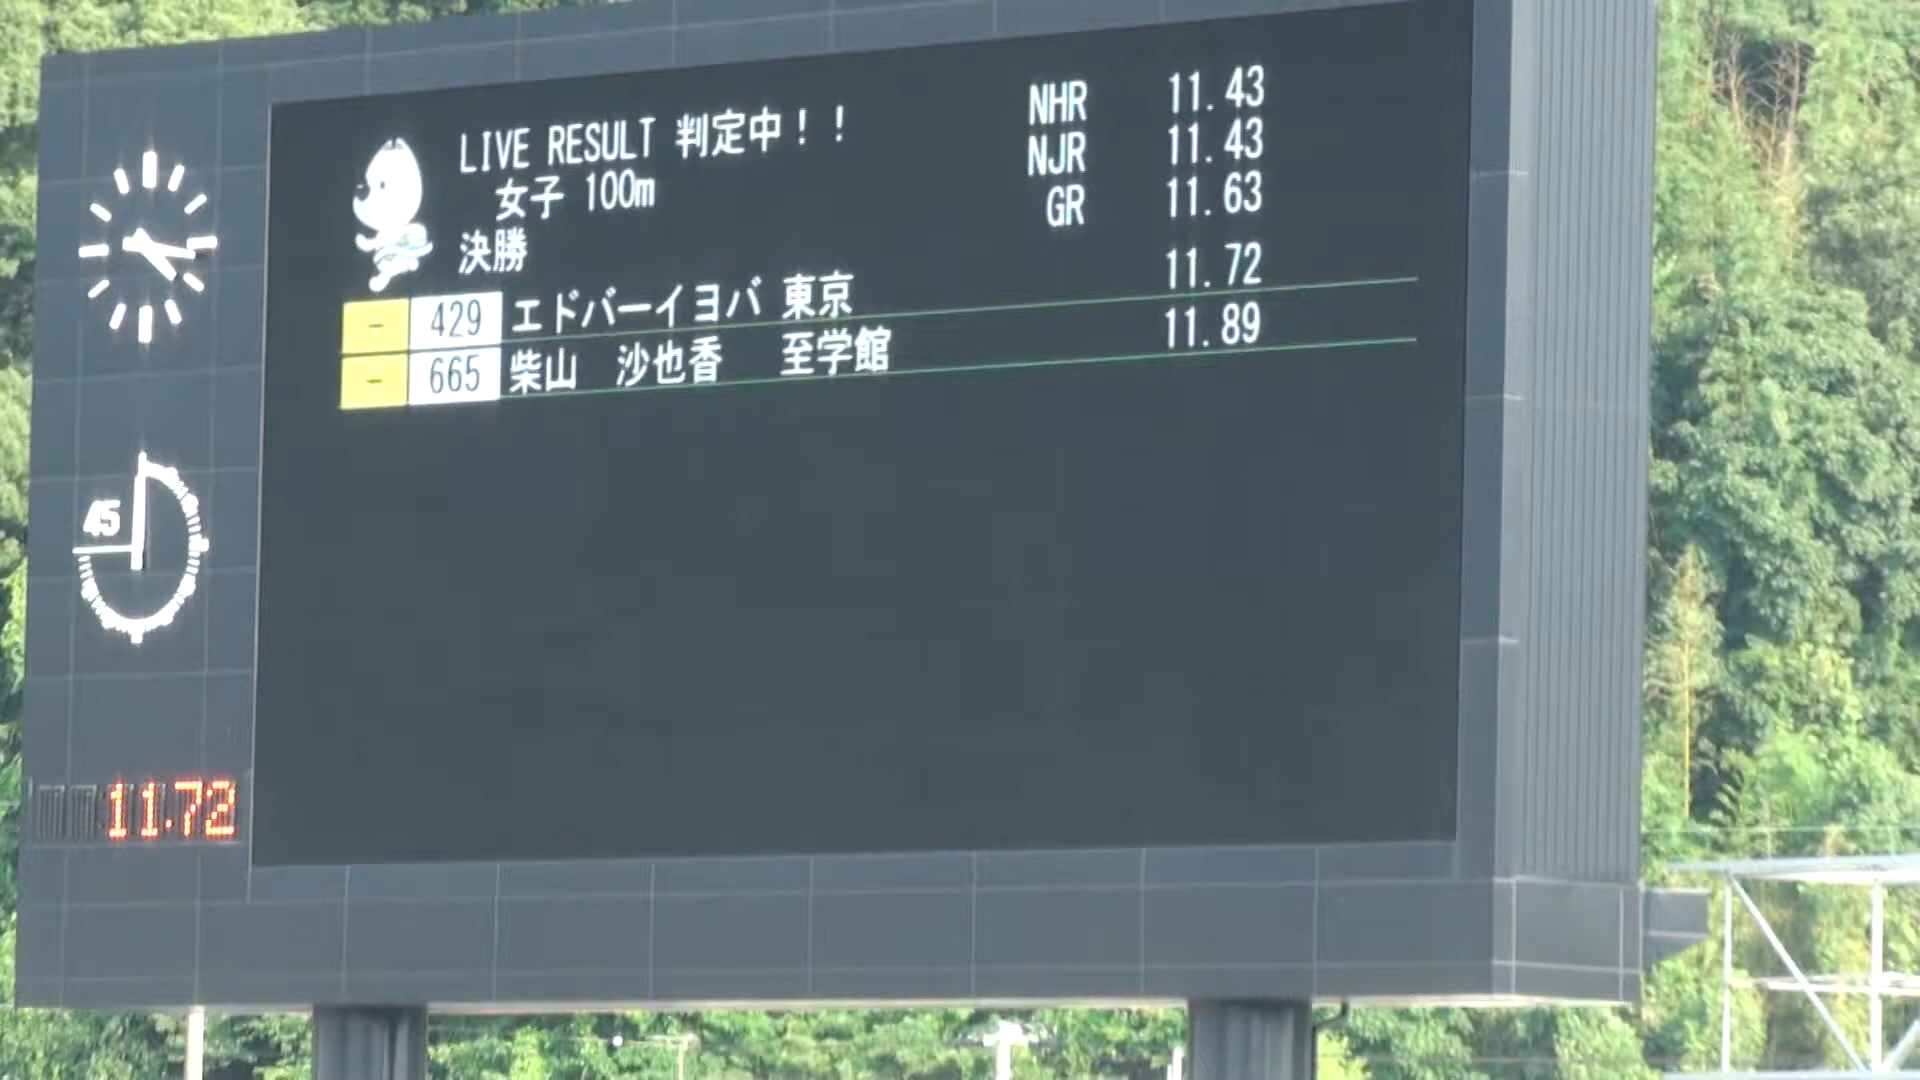 LIVE RESULT 判定中!! NHR 11.43
女子 100m NJR 11.43
GR 11.63
決勝
- 429 エドバーイヨバ 東京 11.72
- 665 柴山 沙也香 至学館 11.89
45
11.72